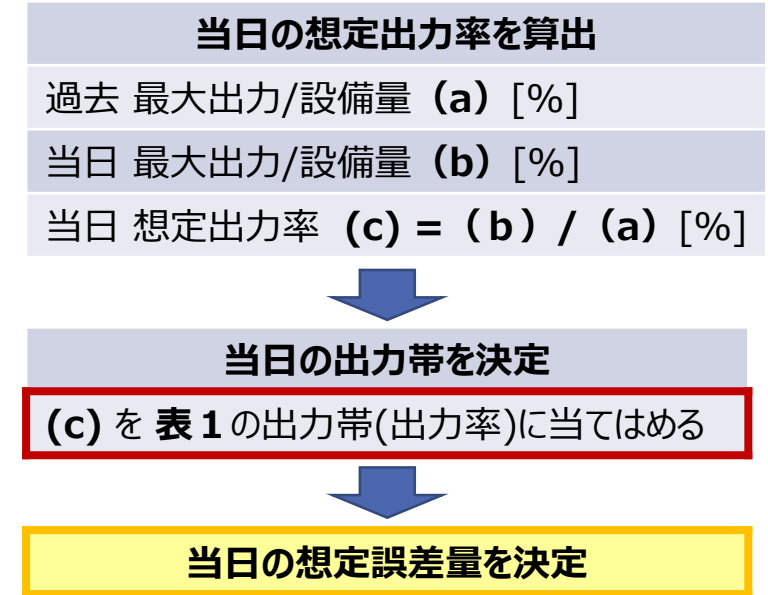 当日の想定出力率を算出
過去 最大出力/設備量（a）[%]
当日 最大出力/設備量（b）[%]
当日 想定出力率 (c) =（ b ）/（a）[%]
当日の出力帯を決定
(c) を 表１の出力帯(出力率)に当てはめる
当日の想定誤差量を決定